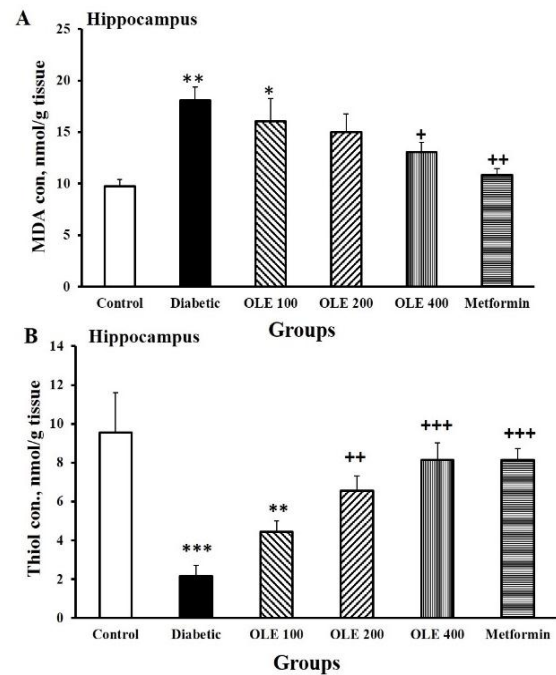 A
Hippocampus
MDA con, nmol/g tissue
25
20
15
10
5
0
**
*
+
++
Control Diabetic OLE 100 OLE 200 OLE 400 Metformin
Groups
B
Hippocampus
Thiol con., nmol/g tissue
14
12
10
8
6
4
2
0
***
**
++
+++
+++
Control Diabetic OLE 100 OLE 200 OLE 400 Metformin
Groups